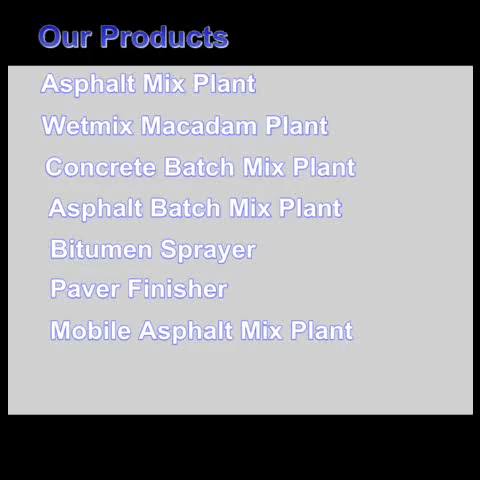 Our Products
Asphalt Mix Plant
Wetmix Macadam Plant
Concrete Batch Mix Plant
Asphalt Batch Mix Plant
Bitumen Sprayer
Paver Finisher
Mobile Asphalt Mix Plant